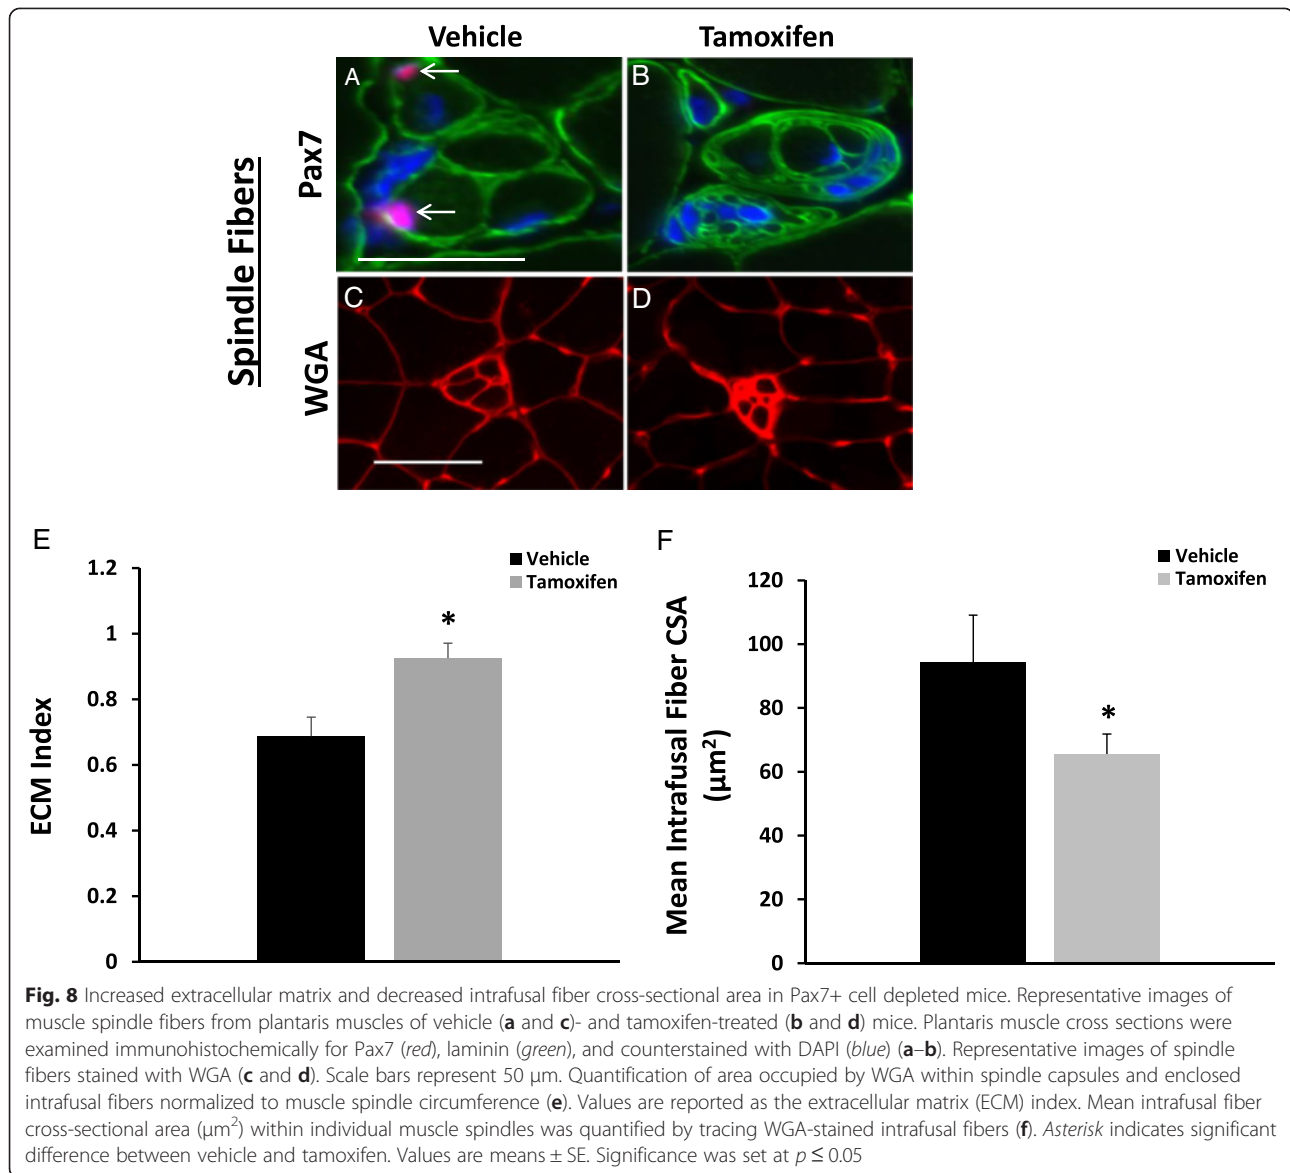 Vehicle
Tamoxifen
Spindle Fibers
Pax7
A
B
WGA
C
D
E
Vehicle
Tamoxifen
1.2
1
0.8
0.6
0.4
0.2
0
ECM Index
*
F
Vehicle
Tamoxifen
120
100
80
60
40
20
0
Mean Intrafusal Fiber CSA
(µm²)
*
Fig. 8 Increased extracellular matrix and decreased intrafusal fiber cross-sectional area in Pax7+ cell depleted mice. Representative images of
muscle spindle fibers from plantaris muscles of vehicle (a and c)- and tamoxifen-treated (b and d) mice. Plantaris muscle cross sections were
examined immunohistochemically for Pax7 (red), laminin (green), and counterstained with DAPI (blue) (a–b). Representative images of spindle
fibers stained with WGA (c and d). Scale bars represent 50 µm. Quantification of area occupied by WGA within spindle capsules and enclosed
intrafusal fibers normalized to muscle spindle circumference (e). Values are reported as the extracellular matrix (ECM) index. Mean intrafusal fiber
cross-sectional area (µm²) within individual muscle spindles was quantified by tracing WGA-stained intrafusal fibers (f). Asterisk indicates significant
difference between vehicle and tamoxifen. Values are means ± SE. Significance was set at p ≤ 0.05